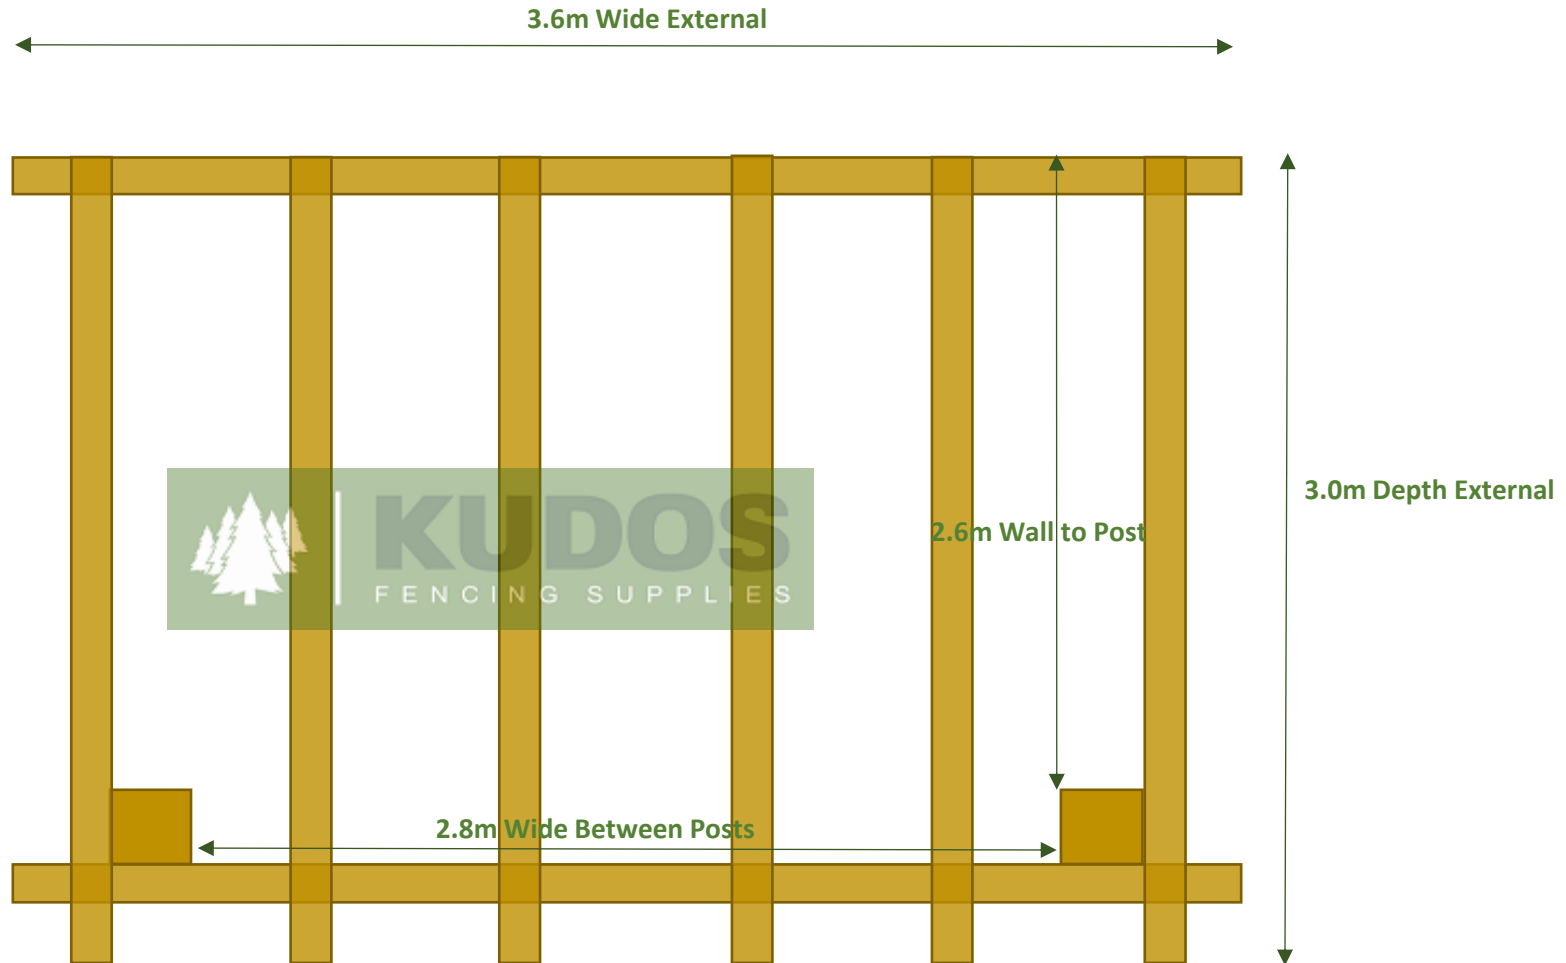 3.6m Wide External
3.0m Depth External
KUDOS
2.6m Wall to Post
FENCING SUPPLIES
2.8m Wide Between Posts